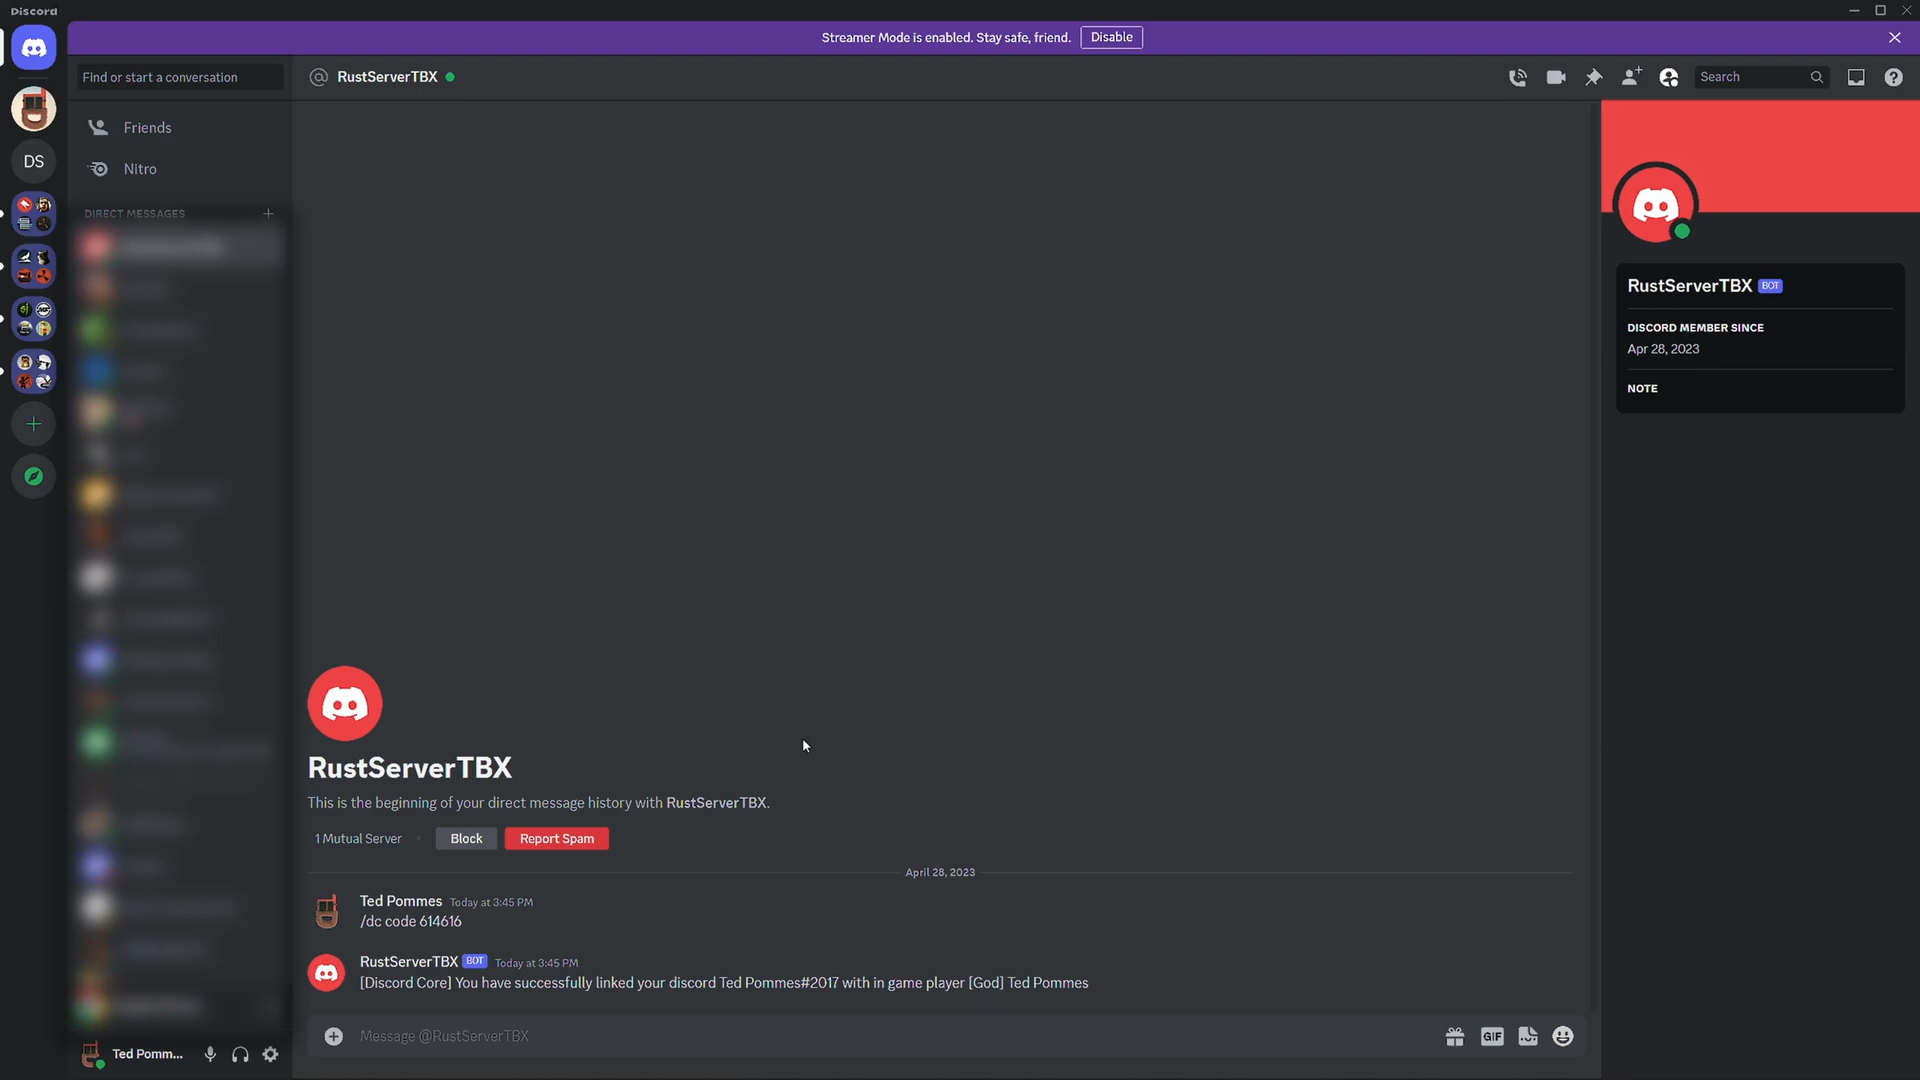 Discord
Streamer Mode is enabled. Stay safe, friend.
Disable
Find or start a conversation
RustServerTBX
Search
Friends
Nitro
DS
DIRECT MESSAGES
RustServerTBX BOT
DISCORD MEMBER SINCE
Apr 28, 2023
NOTE
RustServerTBX
This is the beginning of your direct message history with RustServerTBX.
1 Mutual Server
Block
Report Spam
April 28, 2023
Ted Pommes Today at 3:45 PM
/dc code 614616
RustServerTBX BOT Today at 3:45 PM
[Discord Core] You have successfully linked your discord Ted Pommes#2017 with in game player [God] Ted Pommes
Message @RustServerTBX
GIF
Ted Pomm...